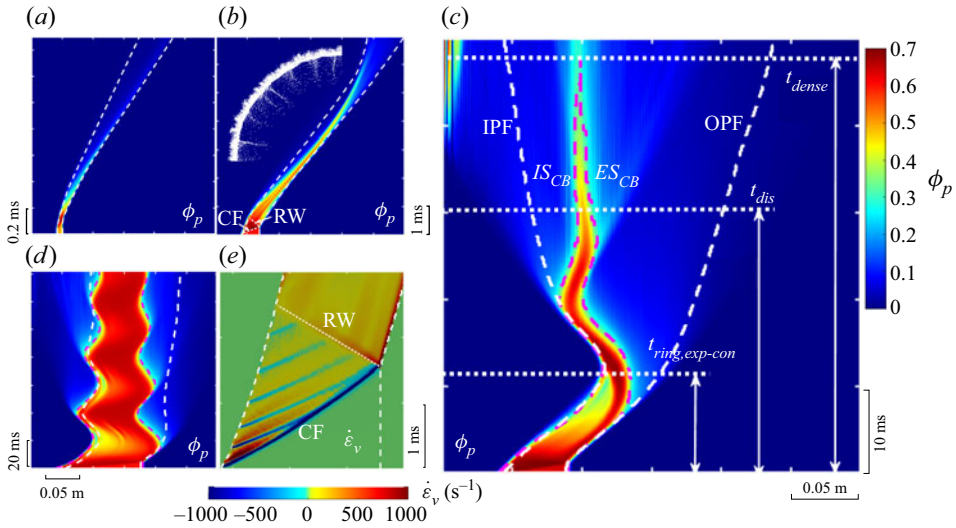 (a)
(b)
(c)
ϕp
0.2 ms
CF
RW
ϕp
1 ms
IPF
OPF
tdense
IS_CB
ES_CB
tdis
tring,exp-con
ϕp
10 ms
0.05 m
0.7
0.6
0.5
0.4
0.3
0.2
0.1
0
ϕp
(d)
(e)
ϕp
20 ms
0.05 m
RW
CF
ε̇v
1 ms
−1000 −500 0 500 1000
ε̇v (s−1)